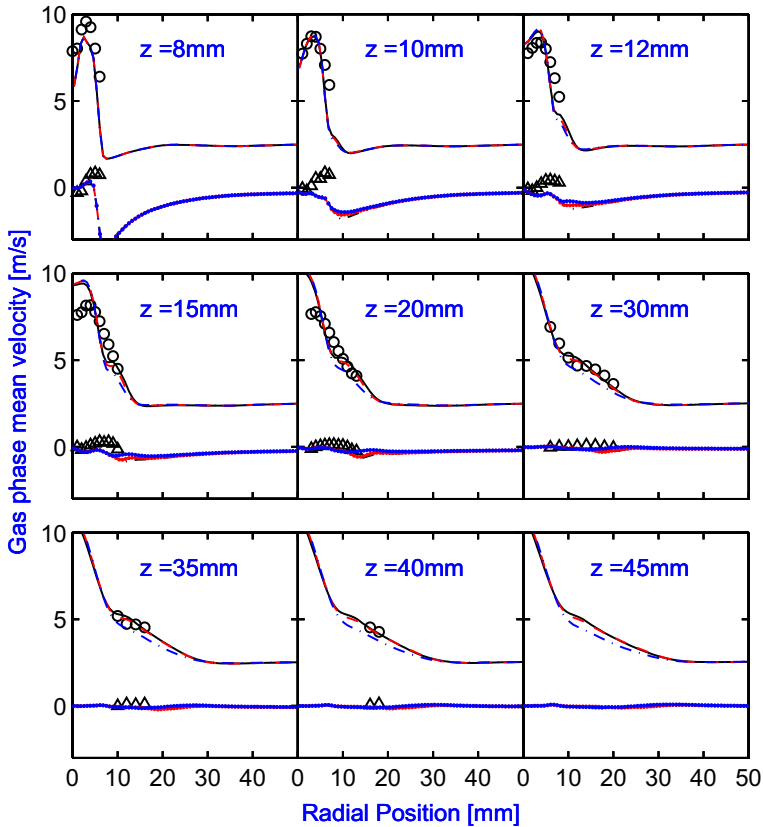 10
z =8mm
z =10mm
z =12mm
5
0
Gas phase mean velocity [m/s]
10
z =15mm
z =20mm
z =30mm
5
0
10
z =35mm
z =40mm
z =45mm
5
0
0 10 20 30 40 0 10 20 30 40 0 10 20 30 40 50
Radial Position [mm]